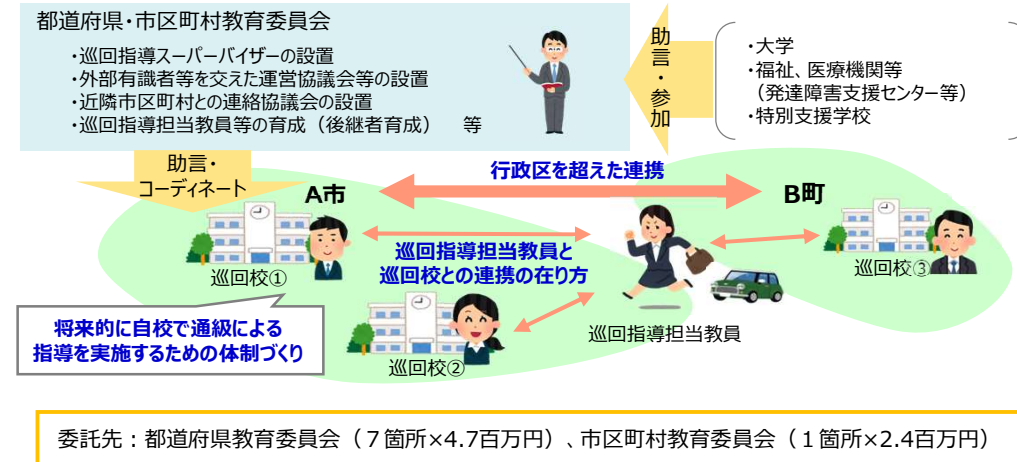 都道府県・市区町村教育委員会
・巡回指導スーパーバイザーの設置
・外部有識者等を交えた運営協議会等の設置
・近隣市区町村との連絡協議会の設置
・巡回指導担当教員等の育成（後継者育成）　等
助言・参加
・大学
・福祉、医療機関等
（発達障害支援センター等）
・特別支援学校
助言・
コーディネート
行政区を超えた連携
A市
B町
巡回指導担当教員と
巡回校との連携の在り方
巡回校①
巡回校③
将来的に自校で通級による
指導を実施するための体制づくり
巡回指導担当教員
巡回校②
委託先：都道府県教育委員会（７箇所×4.7百万円）、市区町村教育委員会（１箇所×2.4百万円）